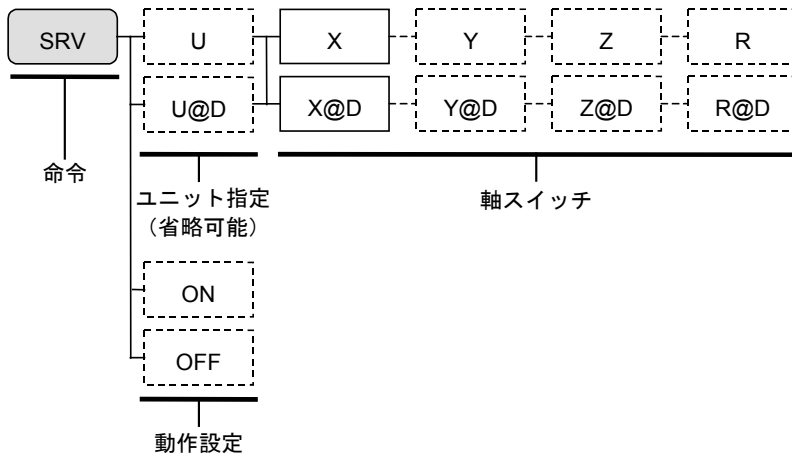 SRV U X Y Z R
U@D X@D Y@D Z@D R@D
命令
ユニット指定
（省略可能）
軸スイッチ
ON
OFF
動作設定